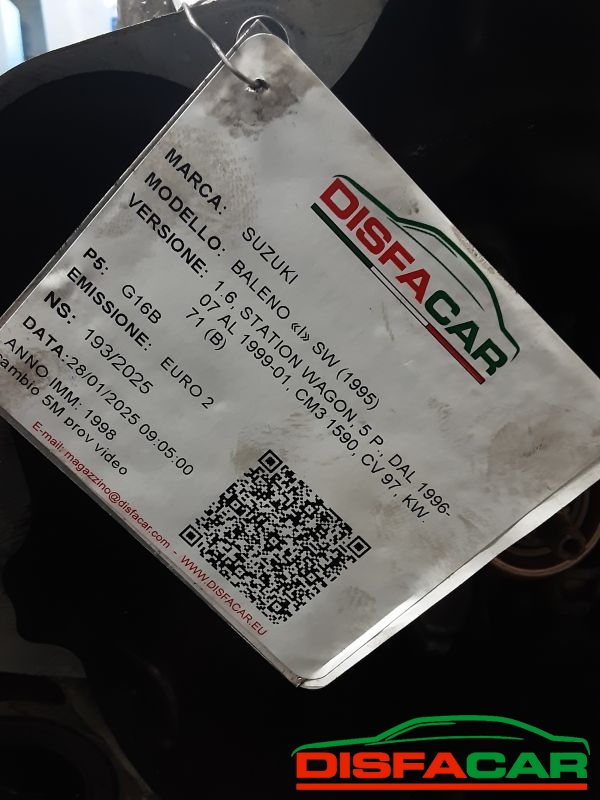 DISFACAR
MARCA: SUZUKI
MODELLO: BALENO «I» SW (1995)
VERSIONE: 1.6, STATION WAGON, 5 P., DAL 1996-
07 AL 1999-01, CM3 1590, CV 97, KW.
71 (B)
P5: G16B
EMISSIONE: EURO 2
NS: 193/2025
DATA:28/01/2025 09:05:00
ANNO IMM: 1998
cambio 5M prov video
E-mail: magazzino@disfacar.com - WWW.DISFACAR.EU
DISFACAR